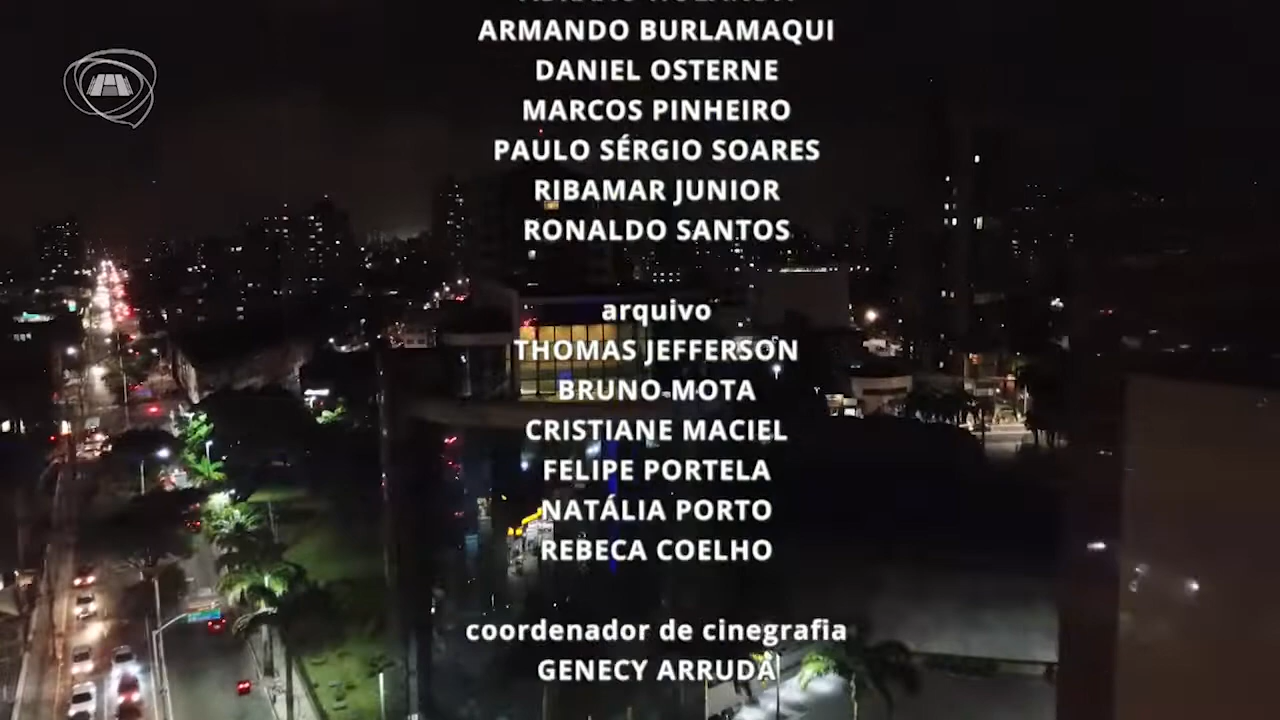 ARMANDO BURLAMAQUI
DANIEL OSTERNE
MARCOS PINHEIRO
PAULO SÉRGIO SOARES
RIBAMAR JUNIOR
RONALDO SANTOS
arquivo
THOMAS JEFFERSON
BRUNO MOTA
CRISTIANE MACIEL
FELIPE PORTELA
NATÁLIA PORTO
REBECA COELHO
coordenador de cinegrafia
GENECY ARRUDA